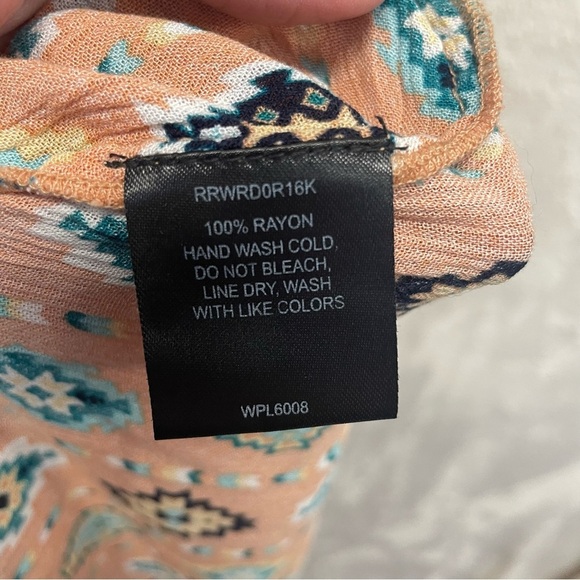 RRWRD0R16K
100% RAYON
HAND WASH COLD,
DO NOT BLEACH,
LINE DRY, WASH
WITH LIKE COLORS
WPL6008